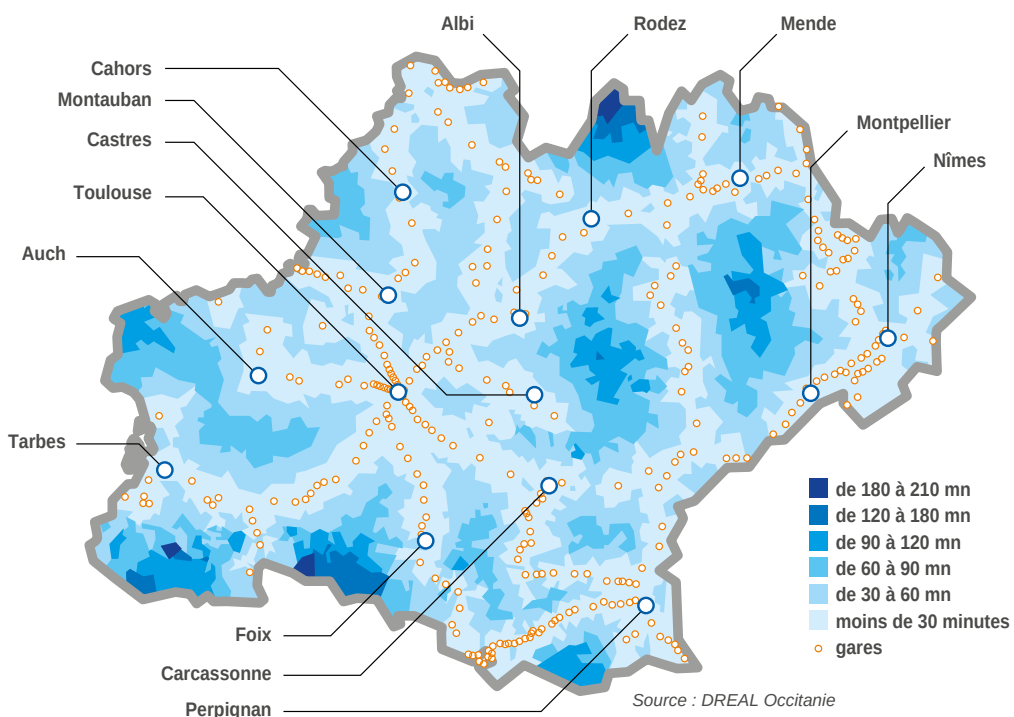 Albi
Rodez
Mende
Cahors
Montauban
Castres
Toulouse
Auch
Tarbes
Montpellier
Nîmes
Foix
Carcassonne
Perpignan
de 180 à 210 mn
de 120 à 180 mn
de 90 à 120 mn
de 60 à 90 mn
de 30 à 60 mn
moins de 30 minutes
gares
Source : DREAL Occitanie